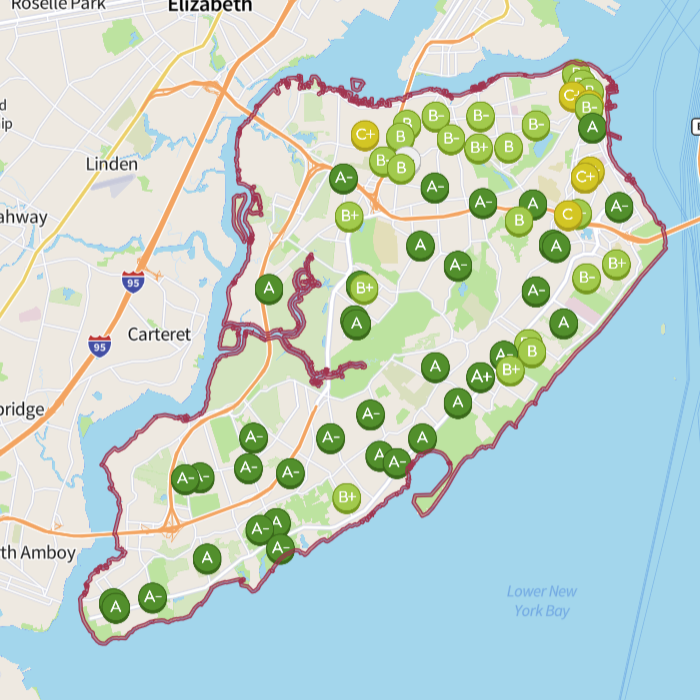 Roselle Park
Elizabeth
d
ip
Linden
ahway
95
Carteret
95
bridge
th Amboy
Lower New
York Bay
B-
C
B-
A
B-
B-
B-
B
C+
B-
B+
B
B-
B
C+
A-
A-
A-
A
A-
C
B
B+
A
A
A-
B+
B-
A
B+
A-
A
A
A-
B
A
A+
B+
A
A-
A-
A-
A
A
A-
A-
A-
A-
B+
A
A-
A-
A
A-
A